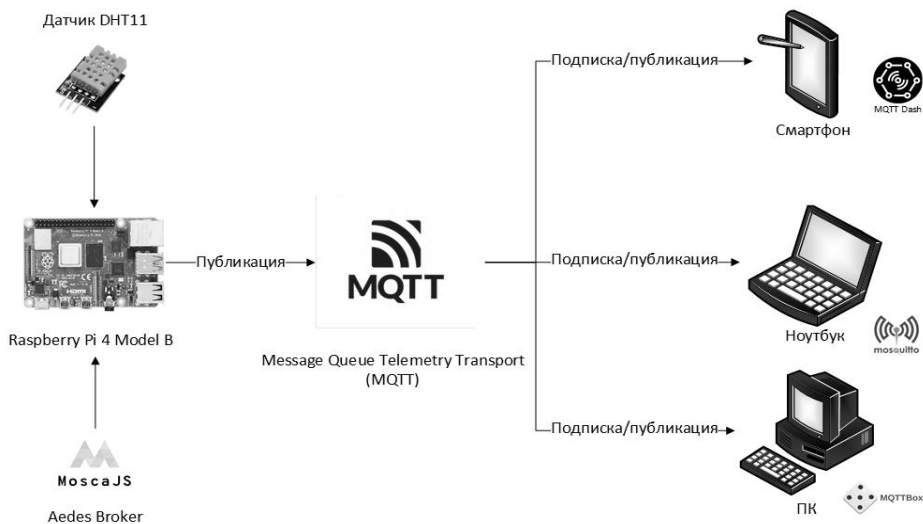 Датчик DHT11
Подписка/публикация
MQTT Dash
Смартфон
Публикация
MQTT
Подписка/публикация
Raspberry Pi 4 Model B
Ноутбук
mosquitto
Message Queue Telemetry Transport
(MQTT)
Подписка/публикация
MoscaJS
Aedes Broker
ПК
MQTTBox